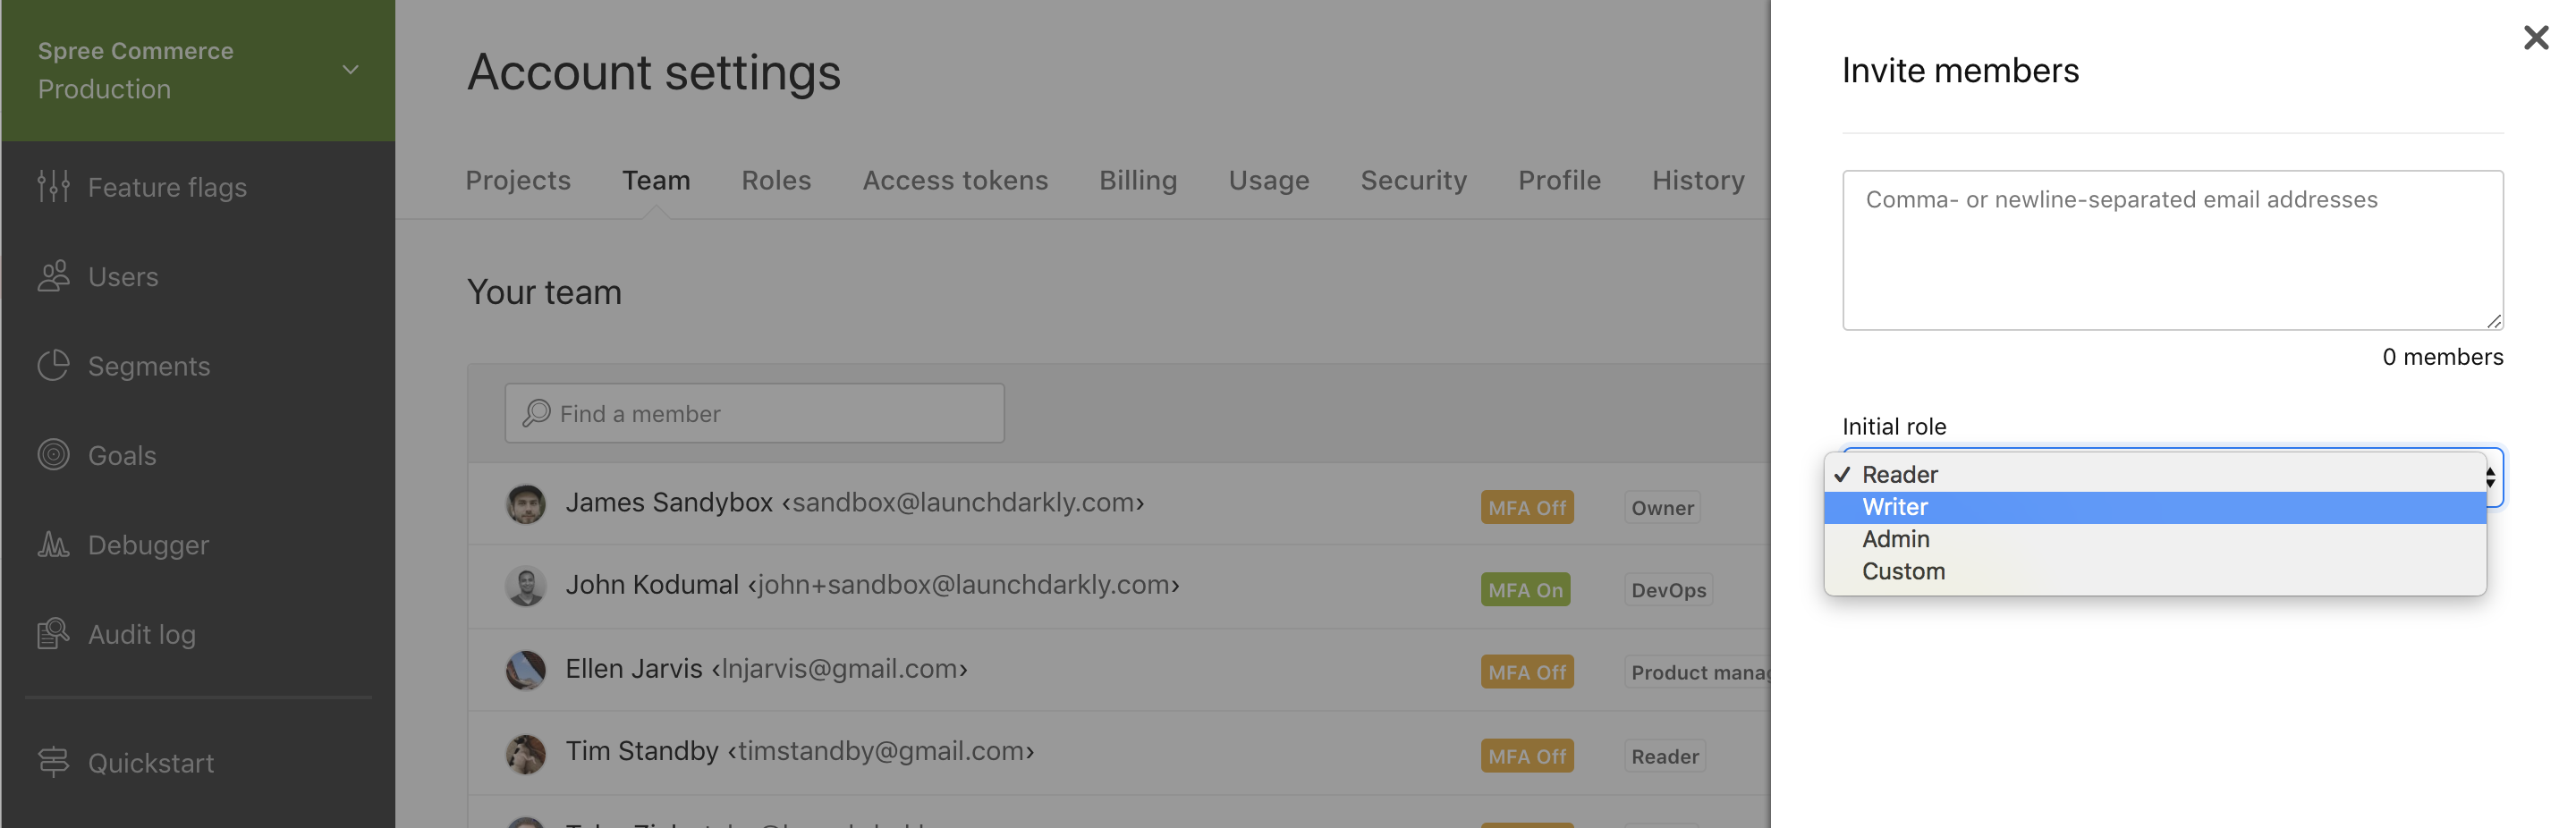 Spree Commerce
Production
Feature flags
Users
Segments
Goals
Debugger
Audit log
Quickstart
Account settings
Projects Team Roles Access tokens Billing Usage Security Profile History
Your team
Find a member
James Sandybox <sandbox@launchdarkly.com> MFA Off Owner
John Kodumal <john+sandbox@launchdarkly.com> MFA On DevOps
Ellen Jarvis <lnjarvis@gmail.com> MFA Off Product manag
Tim Standby <timstandby@gmail.com> MFA Off Reader
Invite members
Comma- or newline-separated email addresses
0 members
Initial role
✓ Reader
Writer
Admin
Custom